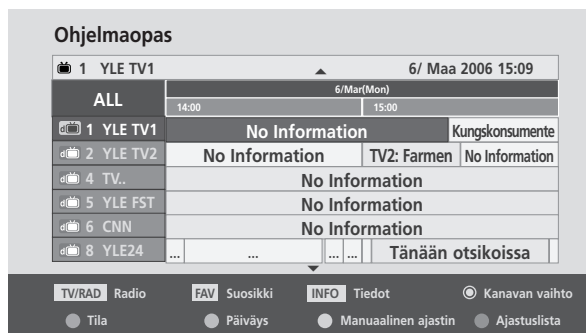 Ohjelmaopas
1 YLE TV1 6/ Maa 2006 15:09
ALL 6/Mar(Mon)
14:00 15:00
1 YLE TV1 No Information Kungskonsumente
2 YLE TV2 No Information TV2: Farmen No Information
4 TV.. No Information
5 YLE FST No Information
6 CNN No Information
8 YLE24 ... ... ... ... Tänään otsikoissa
TV/RAD Radio FAV Suosikki INFO Tiedot Kanavan vaihto
Tila Päiväys Manuaalinen ajastin Ajastuslista